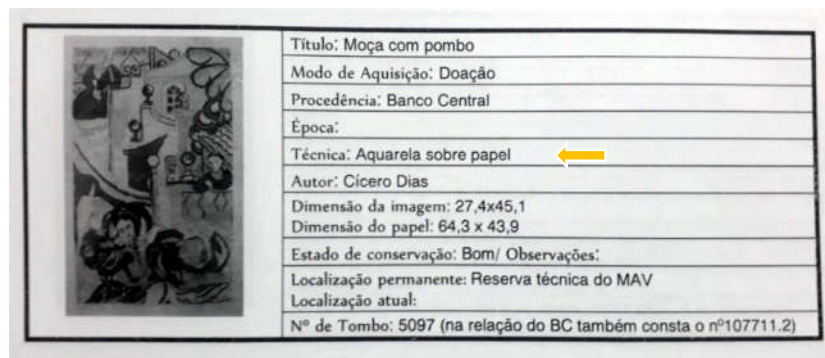 Título: Moça com pombo
Modo de Aquisição: Doação
Procedência: Banco Central
Época:
Técnica: Aquarela sobre papel
Autor: Cícero Dias
Dimensão da imagem: 27,4x45,1
Dimensão do papel: 64,3 x 43,9
Estado de conservação: Bom/ Observações:
Localização permanente: Reserva técnica do MAV
Localização atual:
Nº de Tombo: 5097 (na relação do BC também consta o nº107711.2)